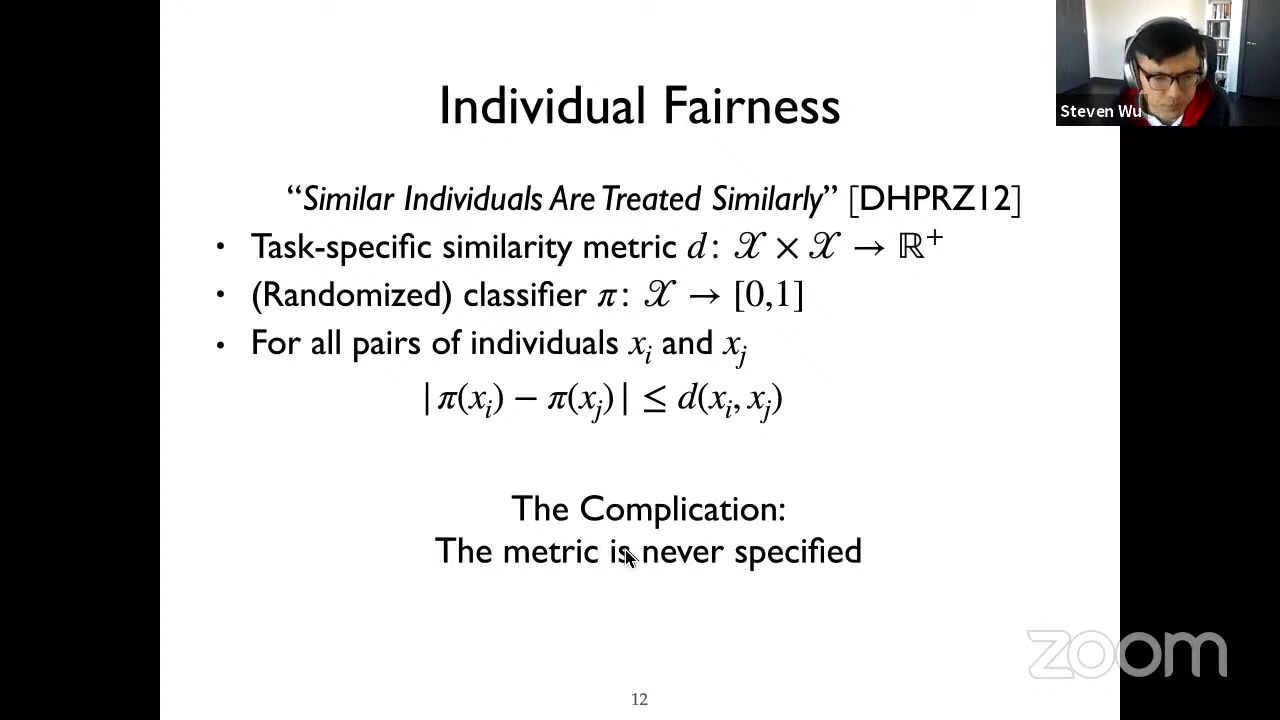 Individual Fairness
Steven Wu
“Similar Individuals Are Treated Similarly” [DHPRZ12]
• Task-specific similarity metric d: 𝒳 × 𝒳 → ℝ⁺
• (Randomized) classifier π: 𝒳 → [0,1]
• For all pairs of individuals xᵢ and xⱼ
|π(xᵢ) − π(xⱼ)| ≤ d(xᵢ, xⱼ)
The Complication:
The metric is never specified
zoom
12